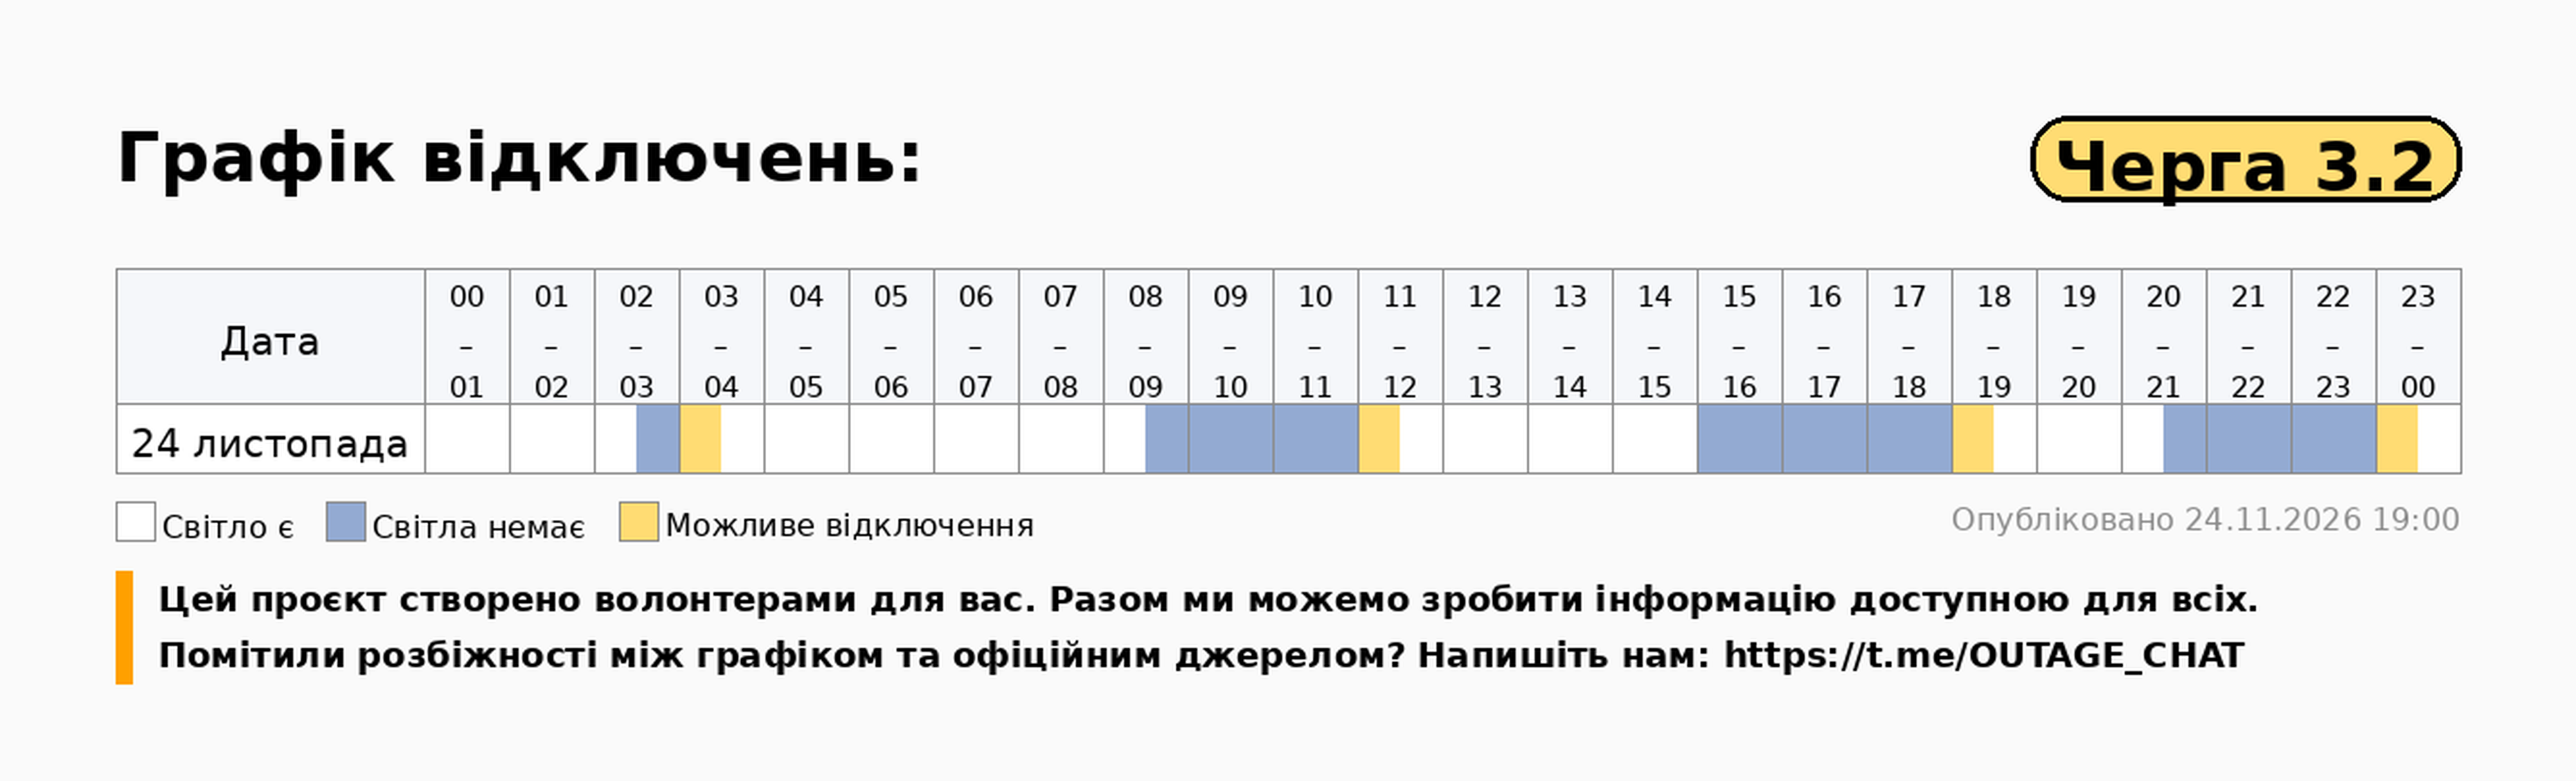 Графік відключень:
Черга 3.2
Дата 00 – 01 01 – 02 02 – 03 03 – 04 04 – 05 05 – 06 06 – 07 07 – 08 08 – 09 09 – 10 10 – 11 11 – 12 12 – 13 13 – 14 14 – 15 15 – 16 16 – 17 17 – 18 18 – 19 19 – 20 20 – 21 21 – 22 22 – 23 23 – 00
24 листопада
Світло є Світла немає Можливе відключення
Опубліковано 24.11.2026 19:00
Цей проєкт створено волонтерами для вас. Разом ми можемо зробити інформацію доступною для всіх.
Помітили розбіжності між графіком та офіційним джерелом? Напишіть нам: https://t.me/OUTAGE_CHAT